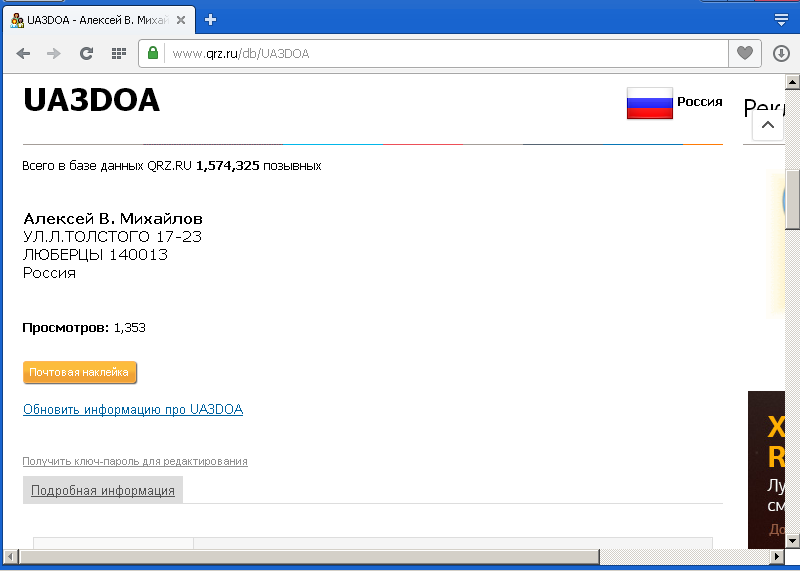 UA3DOA - Алексей В. Михай
www.qrz.ru/db/UA3DOA
UA3DOA
Россия
Всего в базе данных QRZ.RU 1,574,325 позывных
Алексей В. Михайлов
УЛ.Л.ТОЛСТОГО 17-23
ЛЮБЕРЦЫ 140013
Россия
Просмотров: 1,353
Почтовая наклейка
Обновить информацию про UA3DOA
Получить ключ-пароль для редактирования
Подробная информация
X
R
Лу
см
До